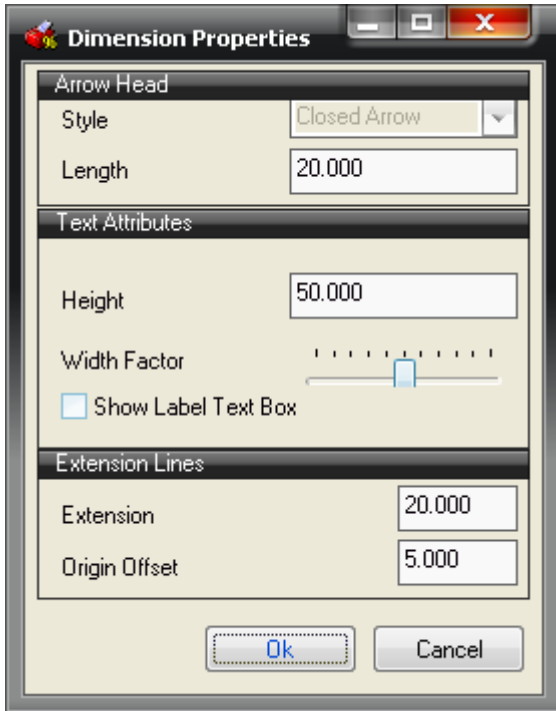 Dimension Properties
Arrow Head
Style Closed Arrow
Length 20.000
Text Attributes
Height 50.000
Width Factor
Show Label Text Box
Extension Lines
Extension 20.000
Origin Offset 5.000
Ok Cancel